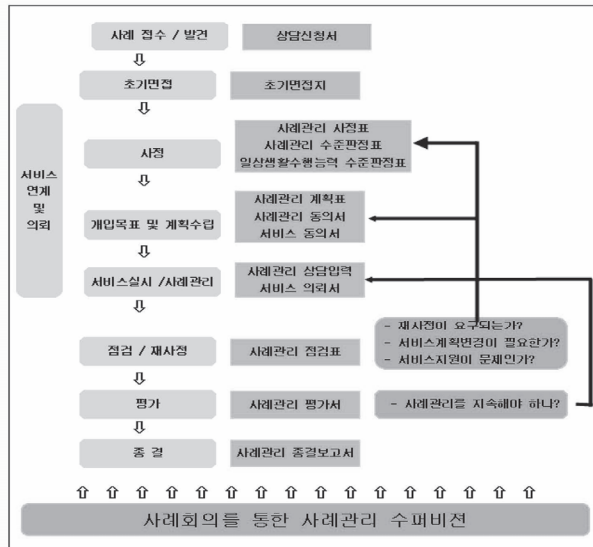 사례 접수 / 발견
상담신청서
초기면접
초기면접지
서비스
연계
및
의뢰
사정
사례관리 사정표
사례관리 수준판정표
일상생활수행능력 수준판정표
개입목표 및 계획수립
사례관리 계획표
사례관리 동의서
서비스 동의서
서비스실시 /사례관리
사례관리 상담입력
서비스 의뢰서
- 재사정이 요구되는가?
- 서비스계획변경이 필요한가?
- 서비스지원이 문제인가?
점검 / 재사정
사례관리 점검표
평가
사례관리 평가서
- 사례관리를 지속해야 하나?
종 결
사례관리 종결보고서
사례회의를 통한 사례관리 수퍼비젼